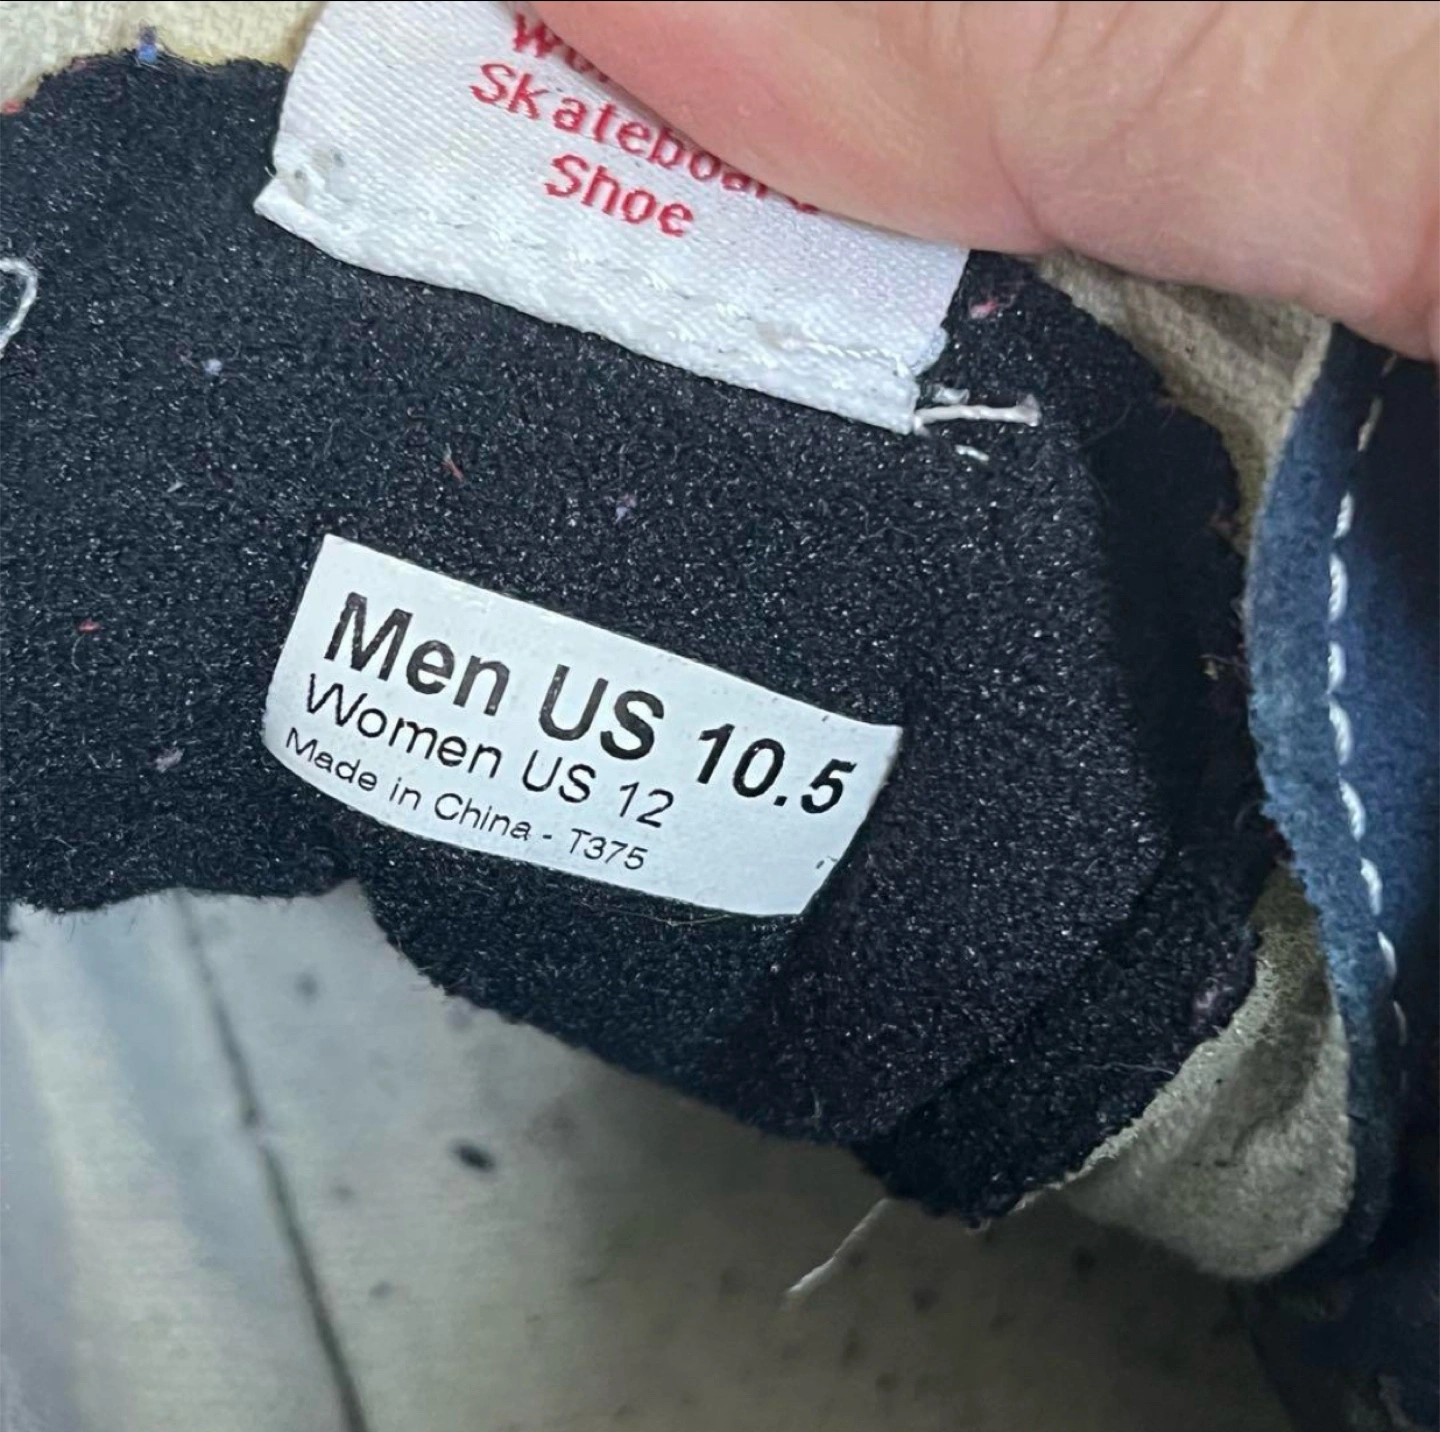 Skateboard
Shoe
Men US 10.5
Women US 12
Made in China - T375